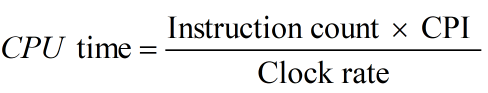 CPU time = Instruction count × CPI
Clock rate